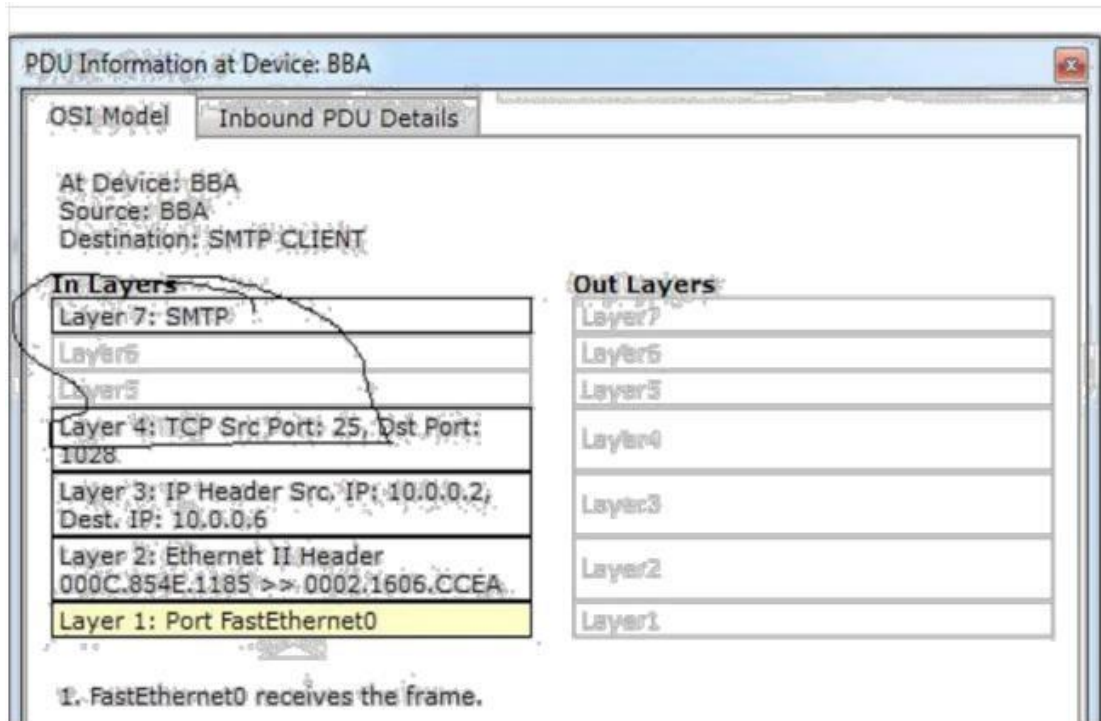 PDU Information at Device: BBA
OSI Model
Inbound PDU Details
At Device: BBA
Source: BBA
Destination: SMTP CLIENT
In Layers
Layer 7: SMTP
Layer6
Layer5
Layer 4: TCP Src Port: 25, Dst Port:
1028
Layer 3: IP Header Src. IP: 10.0.0.2,
Dest. IP: 10.0.0.6
Layer 2: Ethernet II Header
000C.854E.1185 >> 0002.1606.CCEA
Layer 1: Port FastEthernet0
Out Layers
Layer7
Layer6
Layer5
Layer4
Layer3
Layer2
Layer1
1. FastEthernet0 receives the frame.